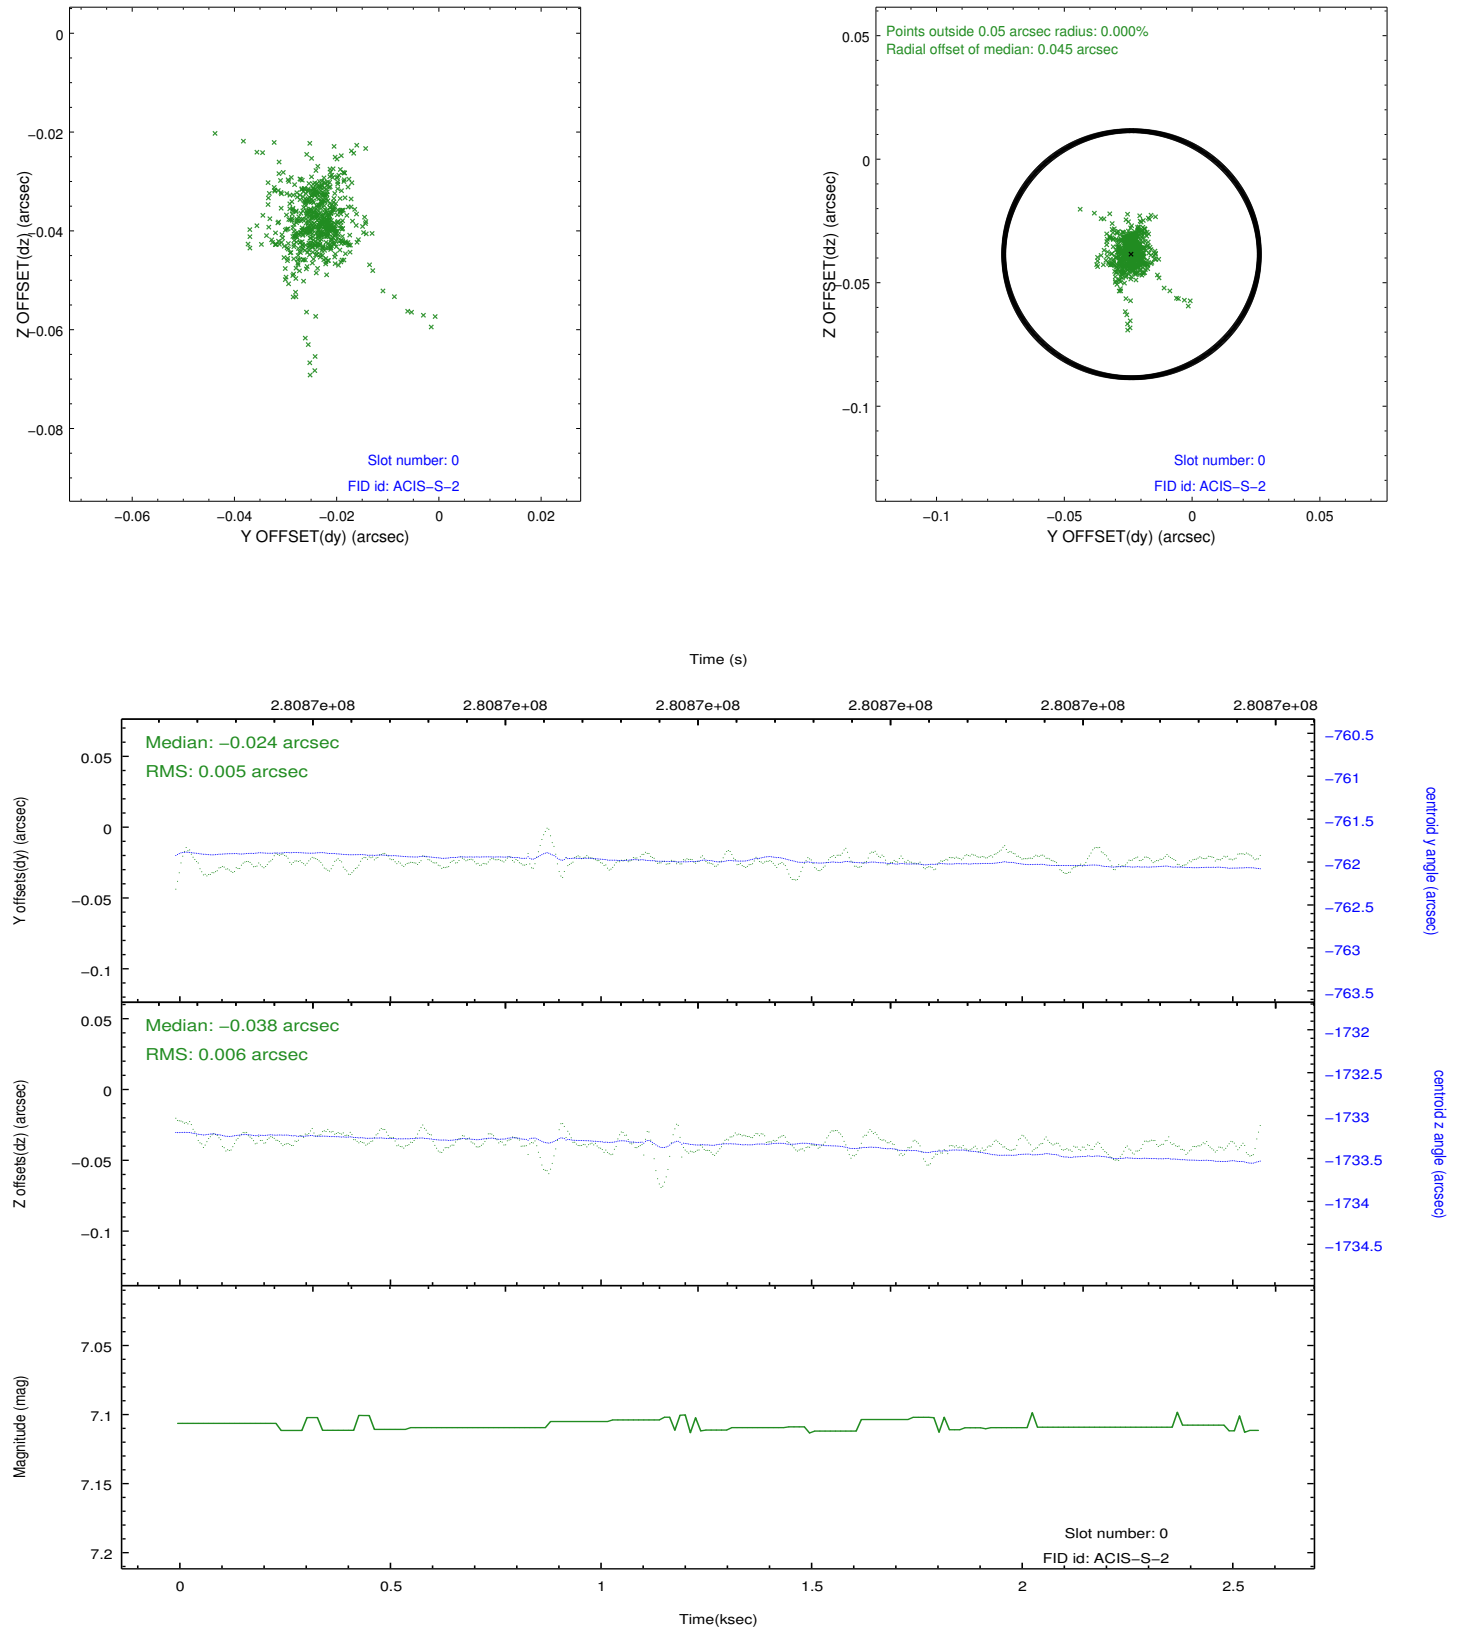 0
−0.02
−0.04
−0.06
−0.08
Z OFFSET(dz) (arcsec)
Slot number: 0
FID id: ACIS−S−2
−0.06
−0.04
−0.02
0
0.02
Y OFFSET(dy) (arcsec)
Points outside 0.05 arcsec radius: 0.000%
Radial offset of median: 0.045 arcsec
0.05
0
−0.05
−0.1
Z OFFSET(dz) (arcsec)
Slot number: 0
FID id: ACIS−S−2
−0.1
−0.05
0
0.05
Y OFFSET(dy) (arcsec)
Time (s)
2.8087e+08
2.8087e+08
2.8087e+08
2.8087e+08
2.8087e+08
2.8087e+08
Median: −0.024 arcsec
RMS: 0.005 arcsec
0.05
0
−0.05
−0.1
Y offsets(dy) (arcsec)
−760.5
−761
−761.5
−762
−762.5
−763
−763.5
centroid y angle (arcsec)
Median: −0.038 arcsec
RMS: 0.006 arcsec
0.05
0
−0.05
−0.1
Z offsets(dz) (arcsec)
−1732
−1732.5
−1733
−1733.5
−1734
−1734.5
centroid z angle (arcsec)
7.05
7.1
7.15
7.2
Magnitude (mag)
Slot number: 0
FID id: ACIS−S−2
0
0.5
1
1.5
2
2.5
Time(ksec)